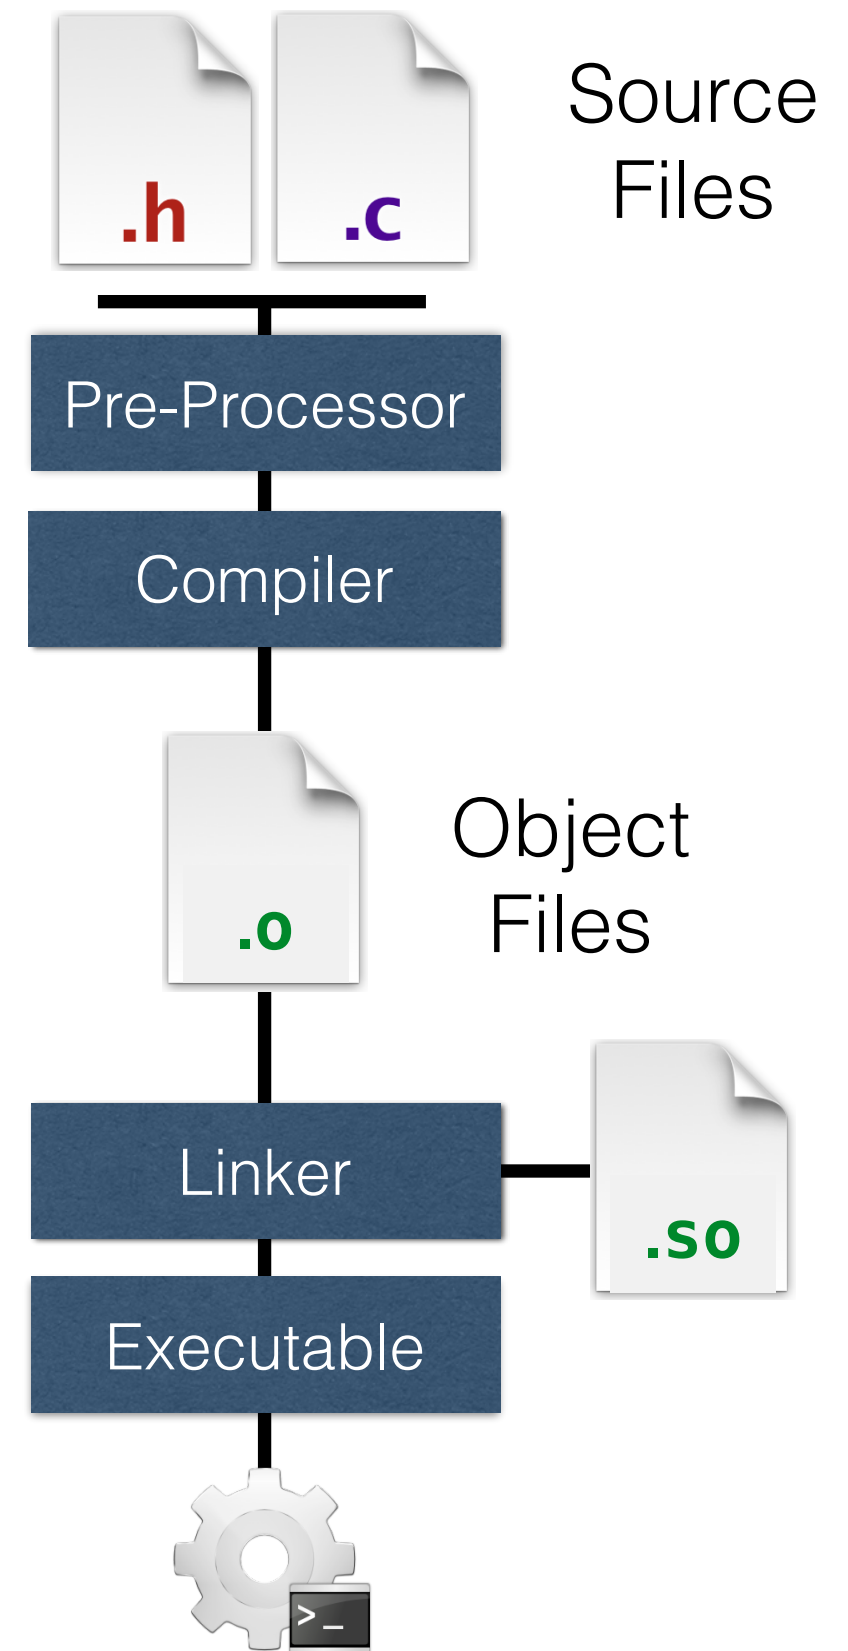 .h
.c
Source
Files
Pre-Processor
Compiler
.o
Object
Files
Linker
.so
Executable
>_